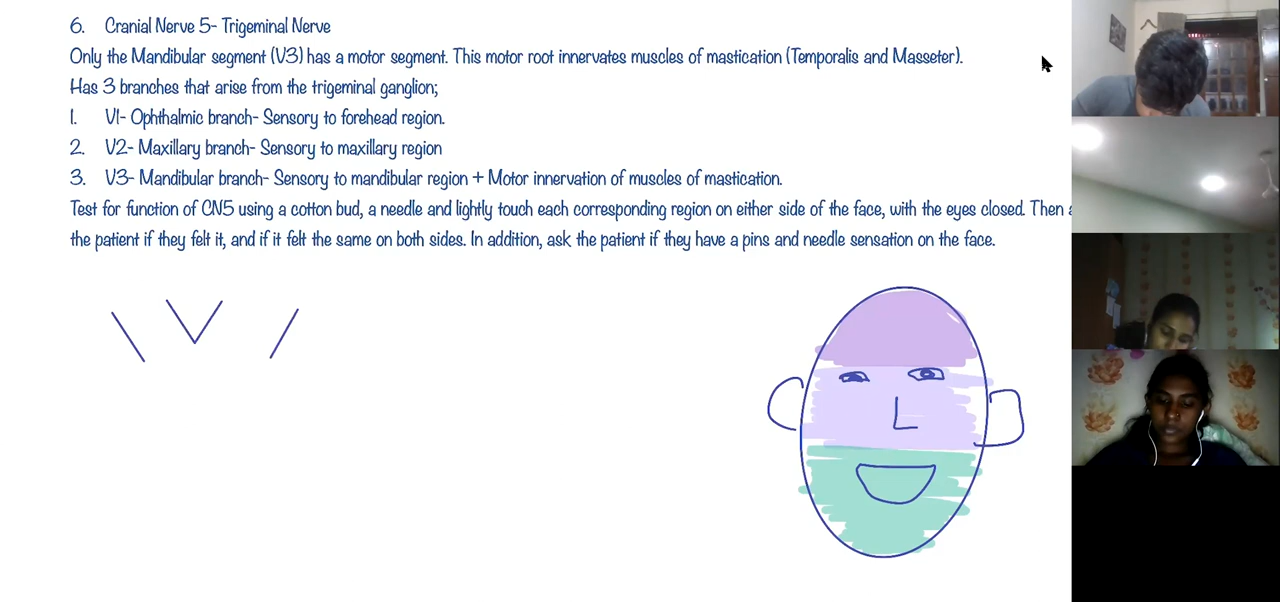 6. Cranial Nerve 5- Trigeminal Nerve
Only the Mandibular segment (V3) has a motor segment. This motor root innervates muscles of mastication (Temporalis and Masseter).
Has 3 branches that arise from the trigeminal ganglion;
1. V1- Ophthalmic branch- Sensory to forehead region.
2. V2- Maxillary branch- Sensory to maxillary region
3. V3- Mandibular branch- Sensory to mandibular region + Motor innervation of muscles of mastication.
Test for function of CN5 using a cotton bud, a needle and lightly touch each corresponding region on either side of the face, with the eyes closed. Then
the patient if they felt it, and if it felt the same on both sides. In addition, ask the patient if they have a pins and needle sensation on the face.